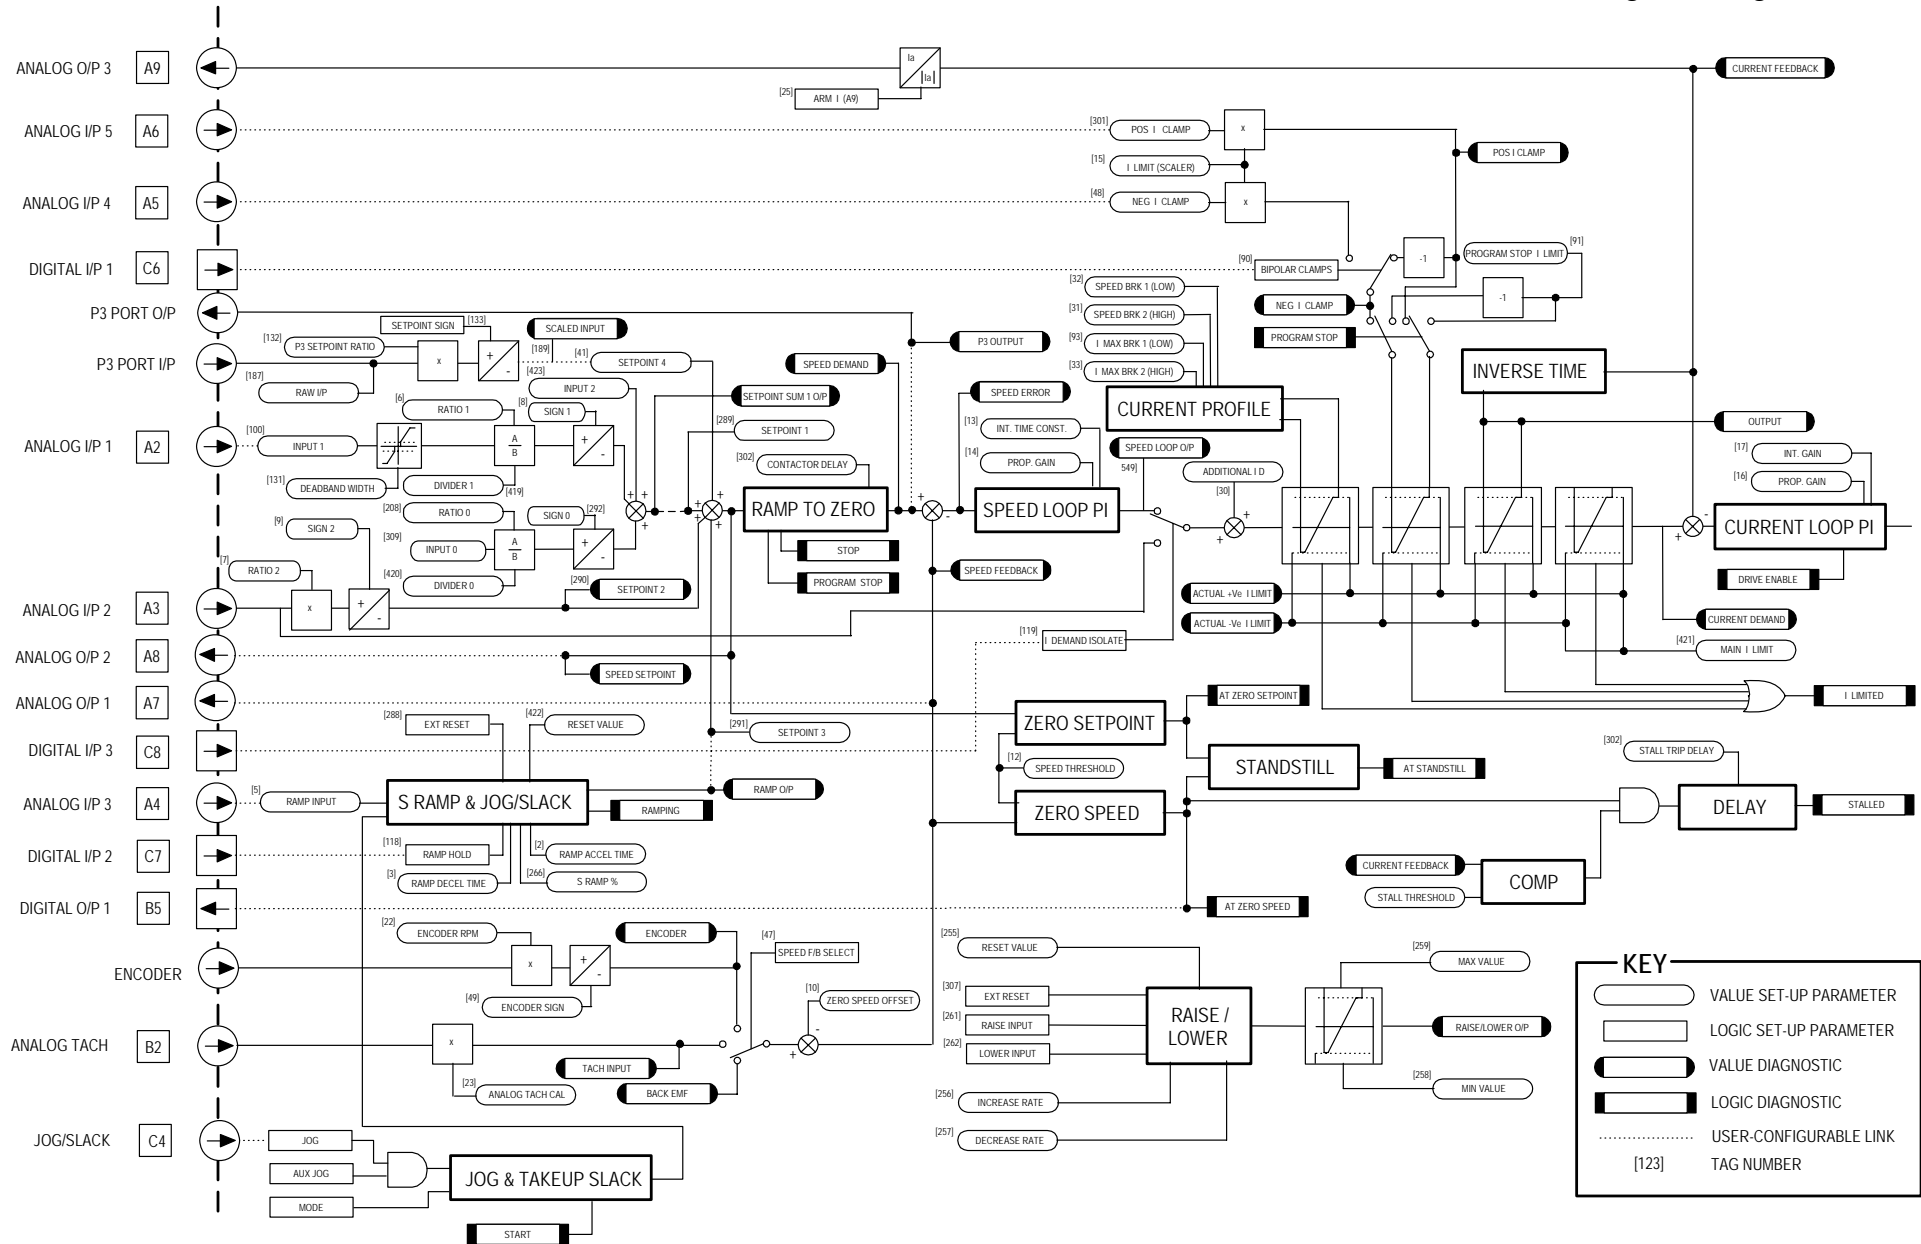 ANALOG O/P 3 A9
Ia
|Ia|
CURRENT FEEDBACK
[25] ARM I (A9)
ANALOG I/P 5 A6
[301] POS I CLAMP x
POS I CLAMP
[15] I LIMIT (SCALER)
ANALOG I/P 4 A5
[48] NEG I CLAMP x
DIGITAL I/P 1 C6
[90] BIPOLAR CLAMPS
-1
PROGRAM STOP I LIMIT [91]
[32] SPEED BRK 1 (LOW)
NEG I CLAMP
-1
P3 PORT O/P
[31] SPEED BRK 2 (HIGH)
SETPOINT SIGN [133]
SCALED INPUT
PROGRAM STOP
[132] P3 SETPOINT RATIO
x
+
-
[189]
[41] SETPOINT 4
P3 OUTPUT
[93] I MAX BRK 1 (LOW)
P3 PORT I/P
SPEED DEMAND
[33] I MAX BRK 2 (HIGH)
INVERSE TIME
[187] RAW I/P
[423] INPUT 2
SETPOINT SUM 1 O/P
SPEED ERROR
CURRENT PROFILE
[6] RATIO 1
[8] SIGN 1
[289] SETPOINT 1
[13] INT. TIME CONST.
OUTPUT
ANALOG I/P 1 A2
[100] INPUT 1
A
B
+
-
SPEED LOOP O/P
[17] INT. GAIN
[302] CONTACTOR DELAY
[14] PROP. GAIN
549]
ADDITIONAL I D
[30]
[16] PROP. GAIN
[131] DEADBAND WIDTH
DIVIDER 1 [419]
+
+
+
+
+
+
[208] RATIO 0
SIGN 0 [292]
RAMP TO ZERO
+
-
SPEED LOOP PI
+
+
-
+
CURRENT LOOP PI
[9] SIGN 2
[309] INPUT 0
A
B
+
-
STOP
[7] RATIO 2
[420] DIVIDER 0
[290] SETPOINT 2
PROGRAM STOP
SPEED FEEDBACK
DRIVE ENABLE
ANALOG I/P 2 A3
x
+
-
ACTUAL +Ve I LIMIT
ACTUAL -Ve I LIMIT
CURRENT DEMAND
[119] I DEMAND ISOLATE
[421] MAIN I LIMIT
ANALOG O/P 2 A8
SPEED SETPOINT
ANALOG O/P 1 A7
AT ZERO SETPOINT
I LIMITED
[288] EXT RESET
[422] RESET VALUE
[291] SETPOINT 3
ZERO SETPOINT
DIGITAL I/P 3 C8
[302] STALL TRIP DELAY
[12] SPEED THRESHOLD
STANDSTILL
AT STANDSTILL
ANALOG I/P 3 A4
[5] RAMP INPUT
S RAMP & JOG/SLACK
RAMP O/P
RAMPING
ZERO SPEED
DELAY
STALLED
DIGITAL I/P 2 C7
[118] RAMP HOLD
[2] RAMP ACCEL TIME
CURRENT FEEDBACK
[3] RAMP DECEL TIME
[266] S RAMP %
COMP
STALL THRESHOLD
DIGITAL O/P 1 B5
AT ZERO SPEED
[22] ENCODER RPM
ENCODER
[47] SPEED F/B SELECT
[255] RESET VALUE
[259] MAX VALUE
ENCODER
x
+
-
[49] ENCODER SIGN
[10] ZERO SPEED OFFSET
[307] EXT RESET
[261] RAISE INPUT
RAISE /
LOWER
RAISE/LOWER O/P
ANALOG TACH B2
x
-
+
[262] LOWER INPUT
TACH INPUT
[23] ANALOG TACH CAL
BACK EMF
[256] INCREASE RATE
[258] MIN VALUE
JOG/SLACK C4
JOG
[257] DECREASE RATE
AUX JOG
JOG & TAKEUP SLACK
MODE
START
KEY
VALUE SET-UP PARAMETER
LOGIC SET-UP PARAMETER
VALUE DIAGNOSTIC
LOGIC DIAGNOSTIC
USER-CONFIGURABLE LINK
[123] TAG NUMBER